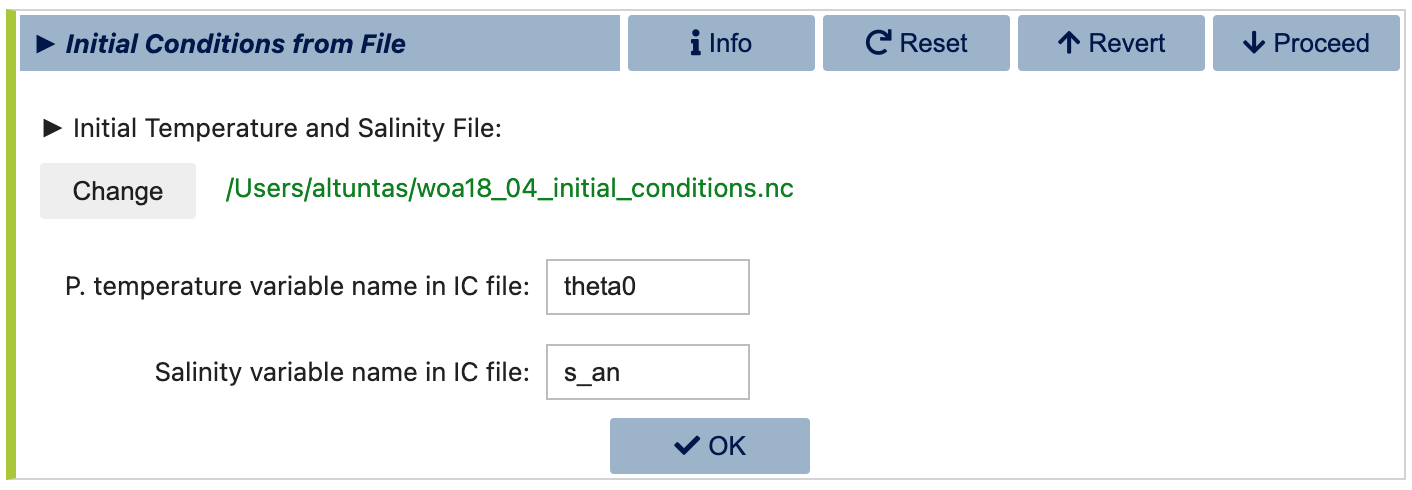 ► Initial Conditions from File
Info
Reset
Revert
Proceed
► Initial Temperature and Salinity File:
Change /Users/altuntas/woa18_04_initial_conditions.nc
P. temperature variable name in IC file: theta0
Salinity variable name in IC file: s_an
OK